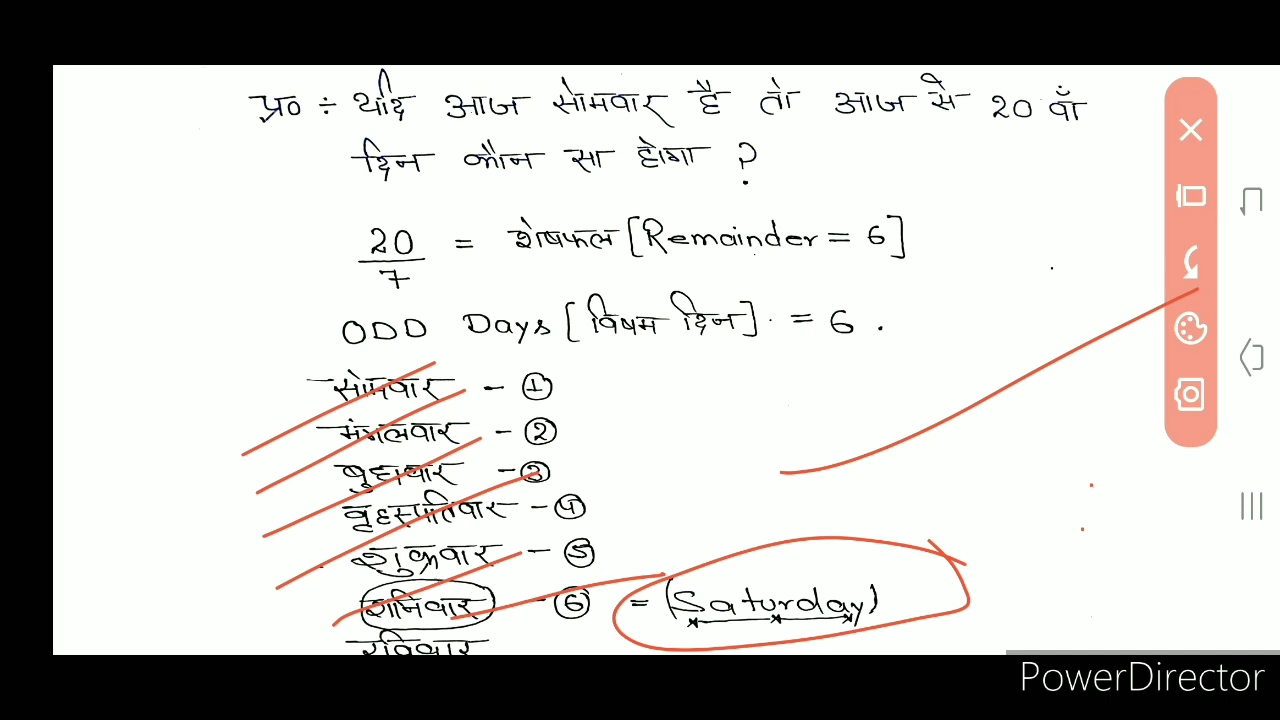 प्र० ÷ यदि आज सोमवार है तो आज से 20 वाँ
दिन कौन सा होगा ?
20/7 = शेषफल [Remainder = 6]
ODD Days [विषम दिन] . = 6 .
सोमवार - ①
मंगलवार - ②
बुधवार - ③
बृहस्पतिवार - ④
शुक्रवार - ⑤
शनिवार - ⑥ = (Saturday)
रविवार
PowerDirector